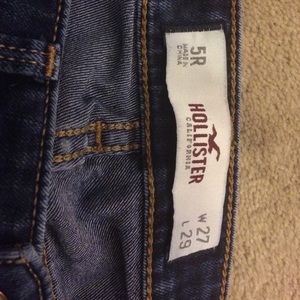 5R
MADE IN
CHINA
HOLLISTER
CALIFORNIA
W 27
L 29